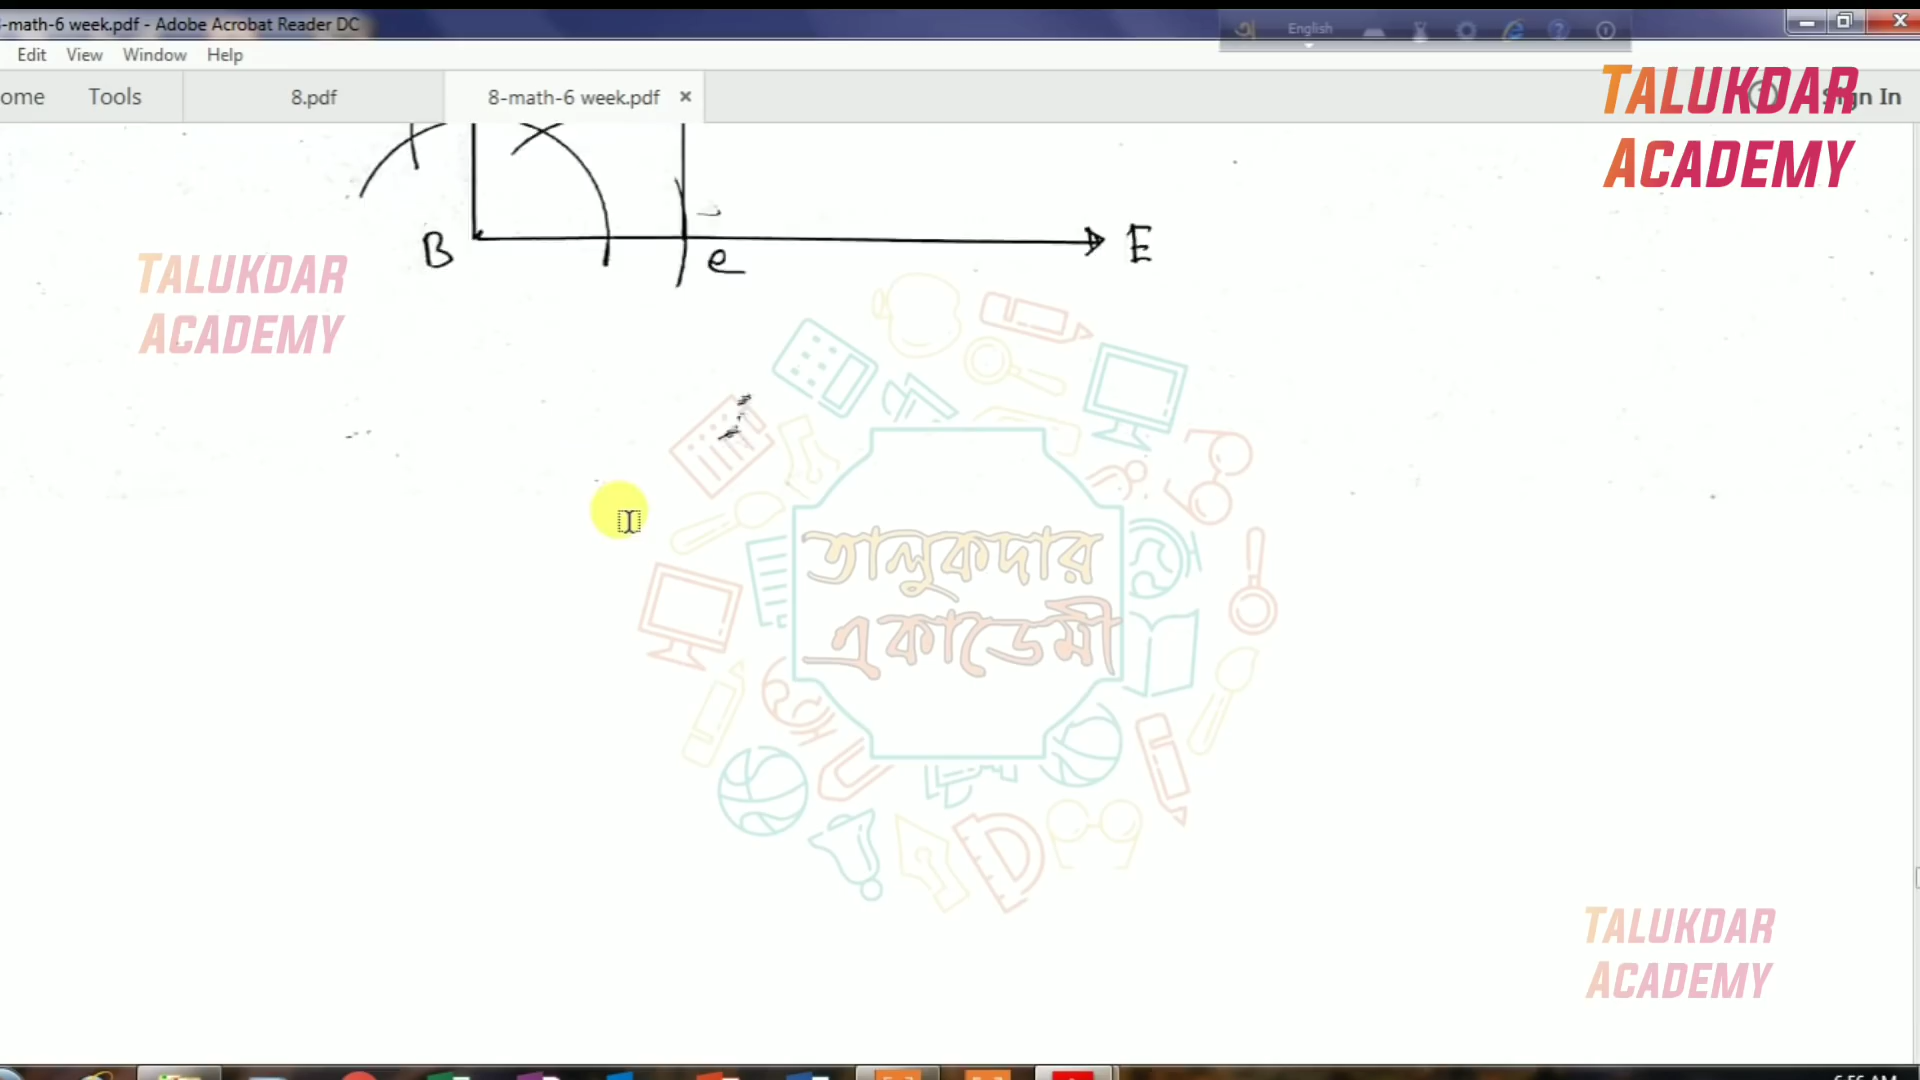 -math-6 week.pdf - Adobe Acrobat Reader DC
English
Edit View Window Help
ome Tools 8.pdf 8-math-6 week.pdf × Sign In
TALUKDAR
ACADEMY
B e E
TALUKDAR
ACADEMY
তালুকদার
একাডেমী
TALUKDAR
ACADEMY